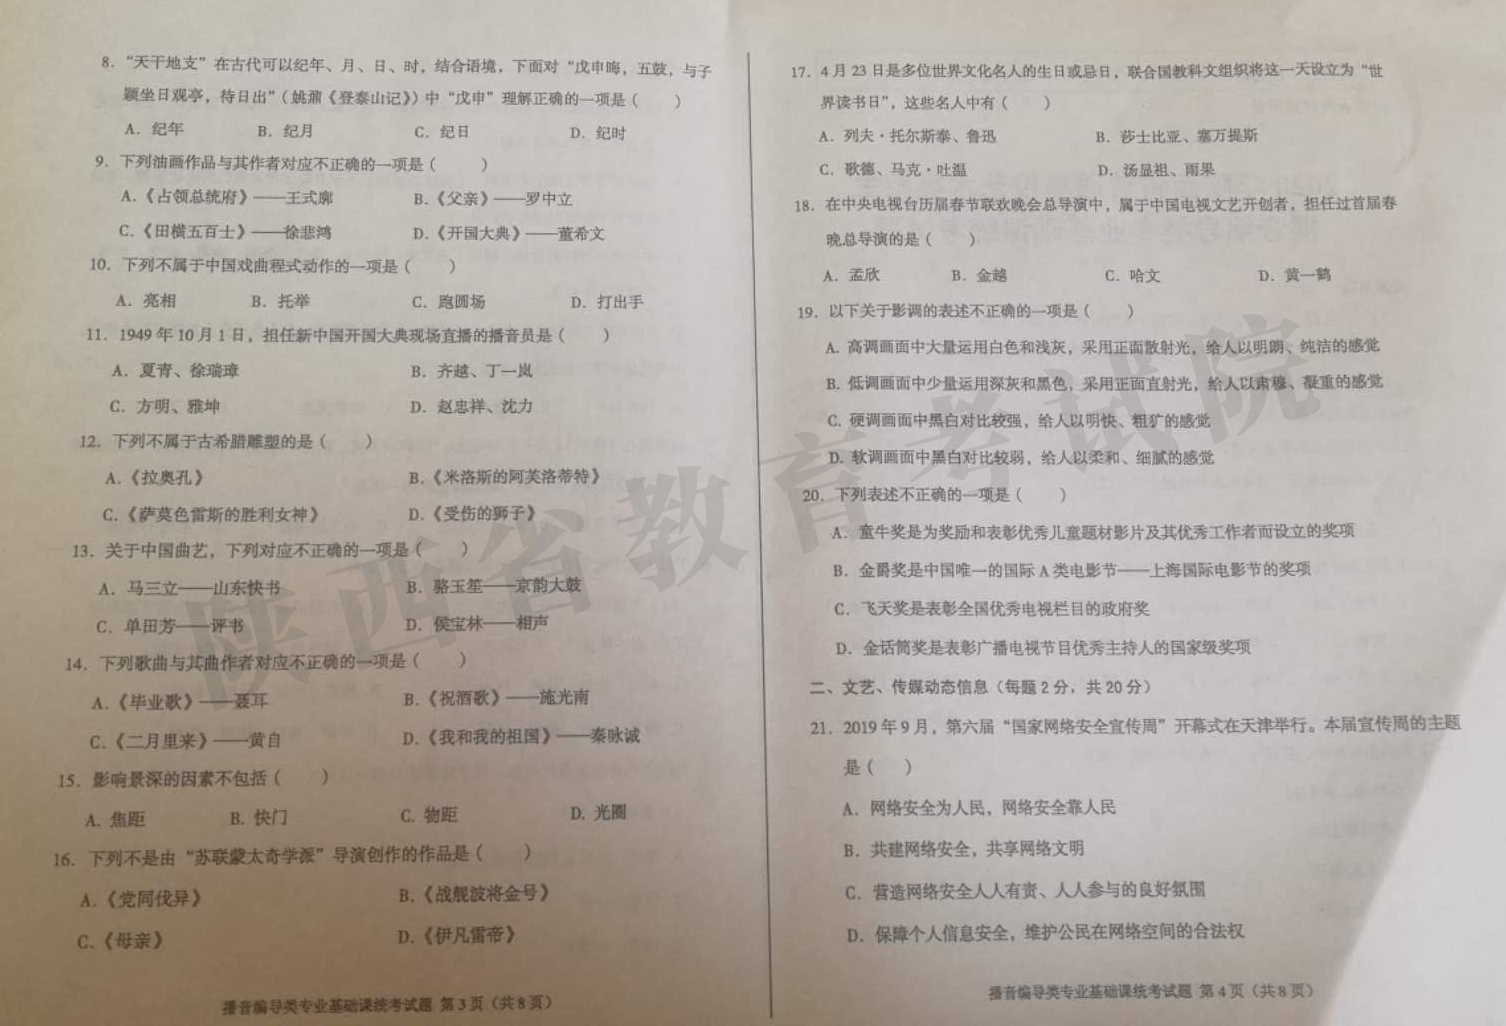 8. “天干地支”在古代可以纪年、月、日、时，结合语境，下面对“戊申晦，五鼓，与子
颖坐日观亭，待日出”（姚鼐《登泰山记》）中“戊申”理解正确的一项是（  ）
A. 纪年 B. 纪月 C. 纪日 D. 纪时
9. 下列油画作品与其作者对应不正确的一项是（  ）
A.《占领总统府》——王式廓 B.《父亲》——罗中立
C.《田横五百士》——徐悲鸿 D.《开国大典》——董希文
10. 下列不属于中国戏曲程式动作的一项是（  ）
A. 亮相 B. 托举 C. 跑圆场 D. 打出手
11. 1949 年 10 月 1 日，担任新中国开国大典现场直播的播音员是（  ）
A. 夏青、徐瑞璋 B. 齐越、丁一岚
C. 方明、雅坤 D. 赵忠祥、沈力
12. 下列不属于古希腊雕塑的是（  ）
A.《拉奥孔》 B.《米洛斯的阿芙洛蒂特》
C.《萨莫色雷斯的胜利女神》 D.《受伤的狮子》
13. 关于中国曲艺，下列对应不正确的一项是（  ）
A. 马三立——山东快书 B. 骆玉笙——京韵大鼓
C. 单田芳——评书 D. 侯宝林——相声
14. 下列歌曲与其曲作者对应不正确的一项是（  ）
A.《毕业歌》——聂耳 B.《祝酒歌》——施光南
C.《二月里来》——黄自 D.《我和我的祖国》——秦咏诚
15. 影响景深的因素不包括（  ）
A. 焦距 B. 快门 C. 物距 D. 光圈
16. 下列不是由“苏联蒙太奇学派”导演创作的作品是（  ）
A.《党同伐异》 B.《战舰波将金号》
C.《母亲》 D.《伊凡雷帝》
播音编导类专业基础课统考试题 第 3 页（共 8 页）
17. 4 月 23 日是多位世界文化名人的生日或忌日，联合国教科文组织将这一天设立为“世
界读书日”，这些名人中有（  ）
A. 列夫·托尔斯泰、鲁迅 B. 莎士比亚、塞万提斯
C. 歌德、马克·吐温 D. 汤显祖、雨果
18. 在中央电视台历届春节联欢晚会总导演中，属于中国电视文艺开创者，担任过首届春
晚总导演的是（  ）
A. 孟欣 B. 金越 C. 哈文 D. 黄一鹤
19. 以下关于影调的表述不正确的一项是（  ）
A. 高调画面中大量运用白色和浅灰，采用正面散射光，给人以明朗、纯洁的感觉
B. 低调画面中少量运用深灰和黑色，采用正面直射光，给人以肃穆、凝重的感觉
C. 硬调画面中黑白对比较强，给人以明快、粗犷的感觉
D. 软调画面中黑白对比较弱，给人以柔和、细腻的感觉
20. 下列表述不正确的一项是（  ）
A. 童牛奖是为奖励和表彰优秀儿童题材影片及其优秀工作者而设立的奖项
B. 金爵奖是中国唯一的国际 A 类电影节——上海国际电影节的奖项
C. 飞天奖是表彰全国优秀电视栏目的政府奖
D. 金话筒奖是表彰广播电视节目优秀主持人的国家级奖项
二、文艺、传媒动态信息（每题 2 分，共 20 分）
21. 2019 年 9 月，第六届“国家网络安全宣传周”开幕式在天津举行。本届宣传周的主题
是（  ）
A. 网络安全为人民，网络安全靠人民
B. 共建网络安全，共享网络文明
C. 营造网络安全人人有责、人人参与的良好氛围
D. 保障个人信息安全，维护公民在网络空间的合法权
播音编导类专业基础课统考试题 第 4 页（共 8 页）
陕西省教育考试院